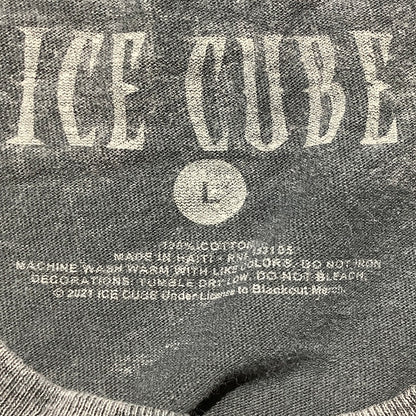 ICE CUBE
L
100% COTTON
MADE IN HAITI • RN#
MACHINE WASH WARM WITH LIKE COLORS. DO NOT IRON
DECORATIONS. TUMBLE DRY LOW. DO NOT BLEACH.
© 2021 ICE CUBE Under License to Blackout Merch.